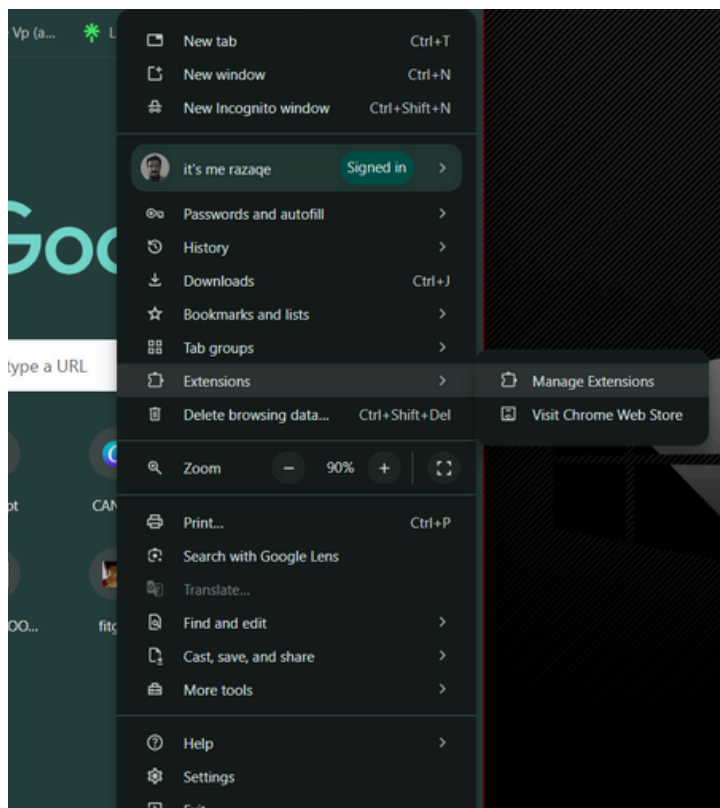 Vp (a...
New tab Ctrl+T
New window Ctrl+N
New Incognito window Ctrl+Shift+N
it's me razaqe Signed in
Passwords and autofill
History
Downloads Ctrl+J
Bookmarks and lists
Tab groups
type a URL
Extensions
Manage Extensions
Delete browsing data... Ctrl+Shift+Del
Visit Chrome Web Store
Zoom − 90% +
Print... Ctrl+P
Search with Google Lens
Translate...
Find and edit
Cast, save, and share
More tools
Help
Settings